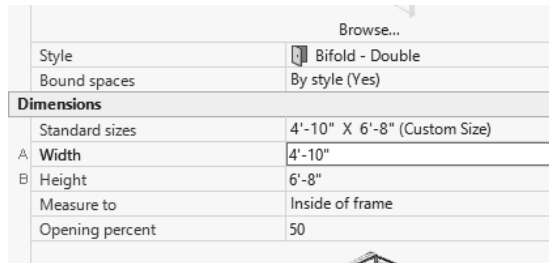 Browse...
Style Bifold - Double
Bound spaces By style (Yes)
Dimensions
Standard sizes 4'-10" X 6'-8" (Custom Size)
A Width 4'-10"
B Height 6'-8"
Measure to Inside of frame
Opening percent 50